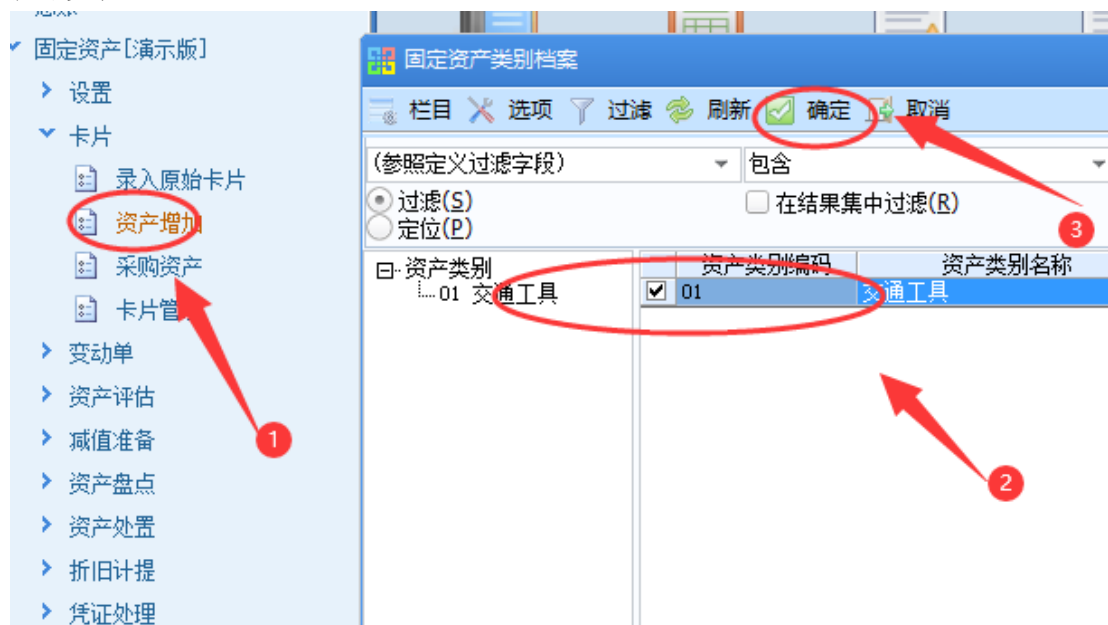 固定资产[演示版]
设置
卡片
录入原始卡片
资产增加
采购资产
卡片管
变动单
资产评估
减值准备
资产盘点
资产处置
折旧计提
凭证处理
1
固定资产类别档案
栏目 选项 过滤 刷新 确定 取消
(参照定义过滤字段) 包含
过滤(S) 在结果集中过滤(R)
定位(P)
3
资产类别
01 交通工具
资产类别编码 资产类别名称
01 交通工具
2